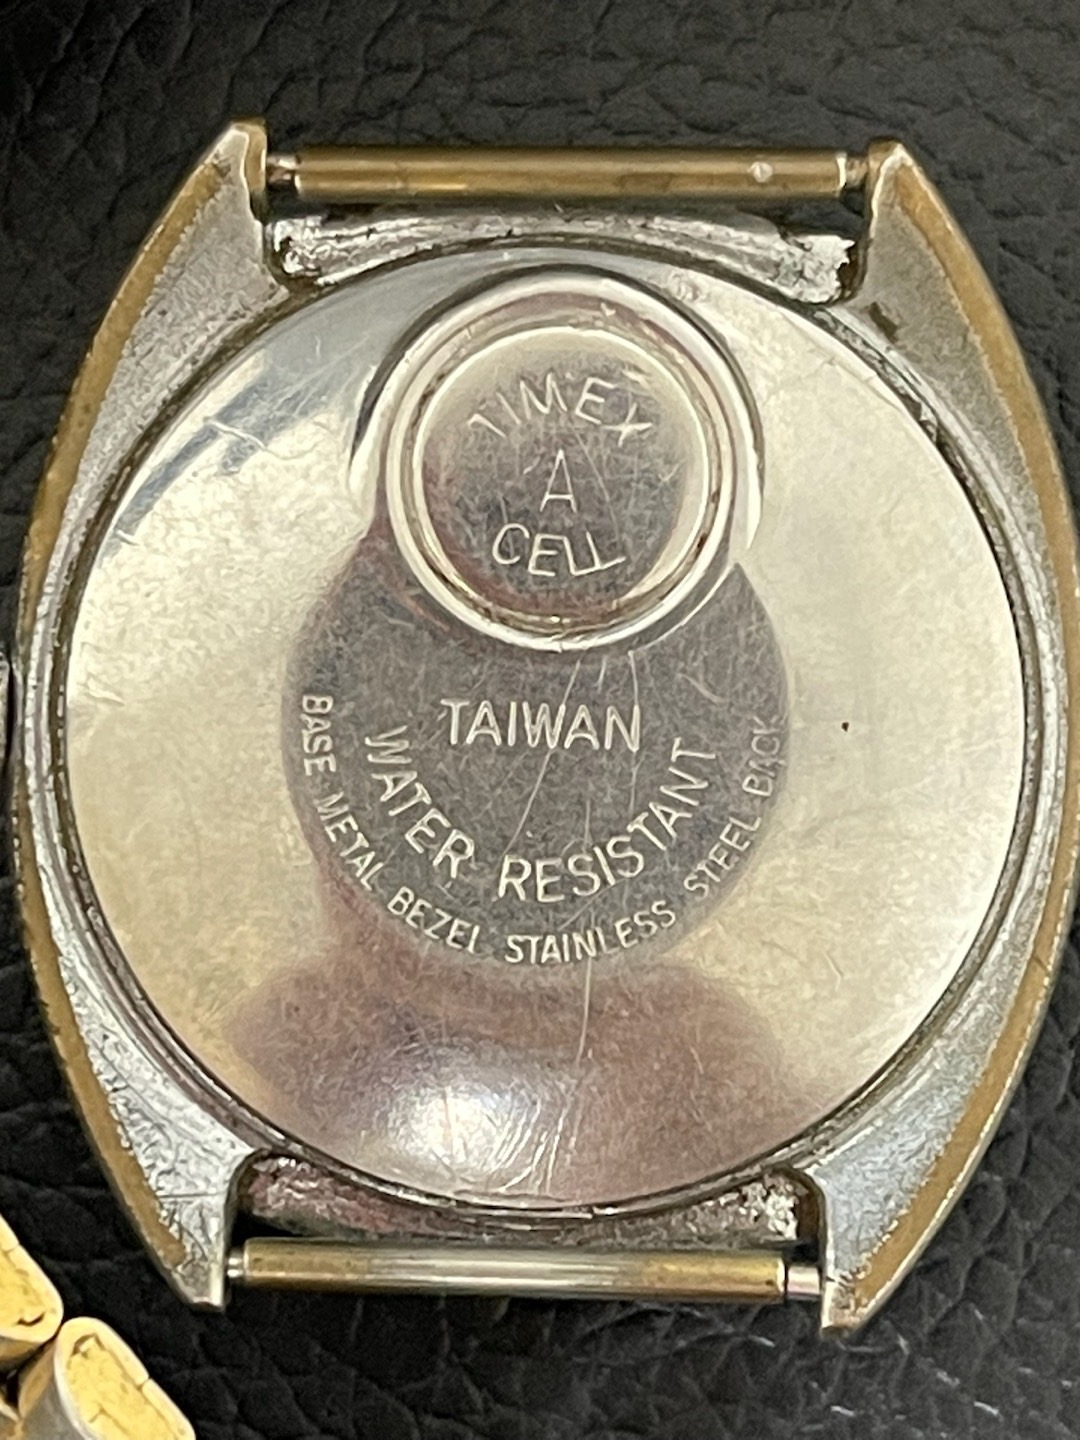 TIMEX
A
CELL
TAIWAN
WATER RESISTANT
BASE METAL BEZEL STAINLESS STEEL BACK